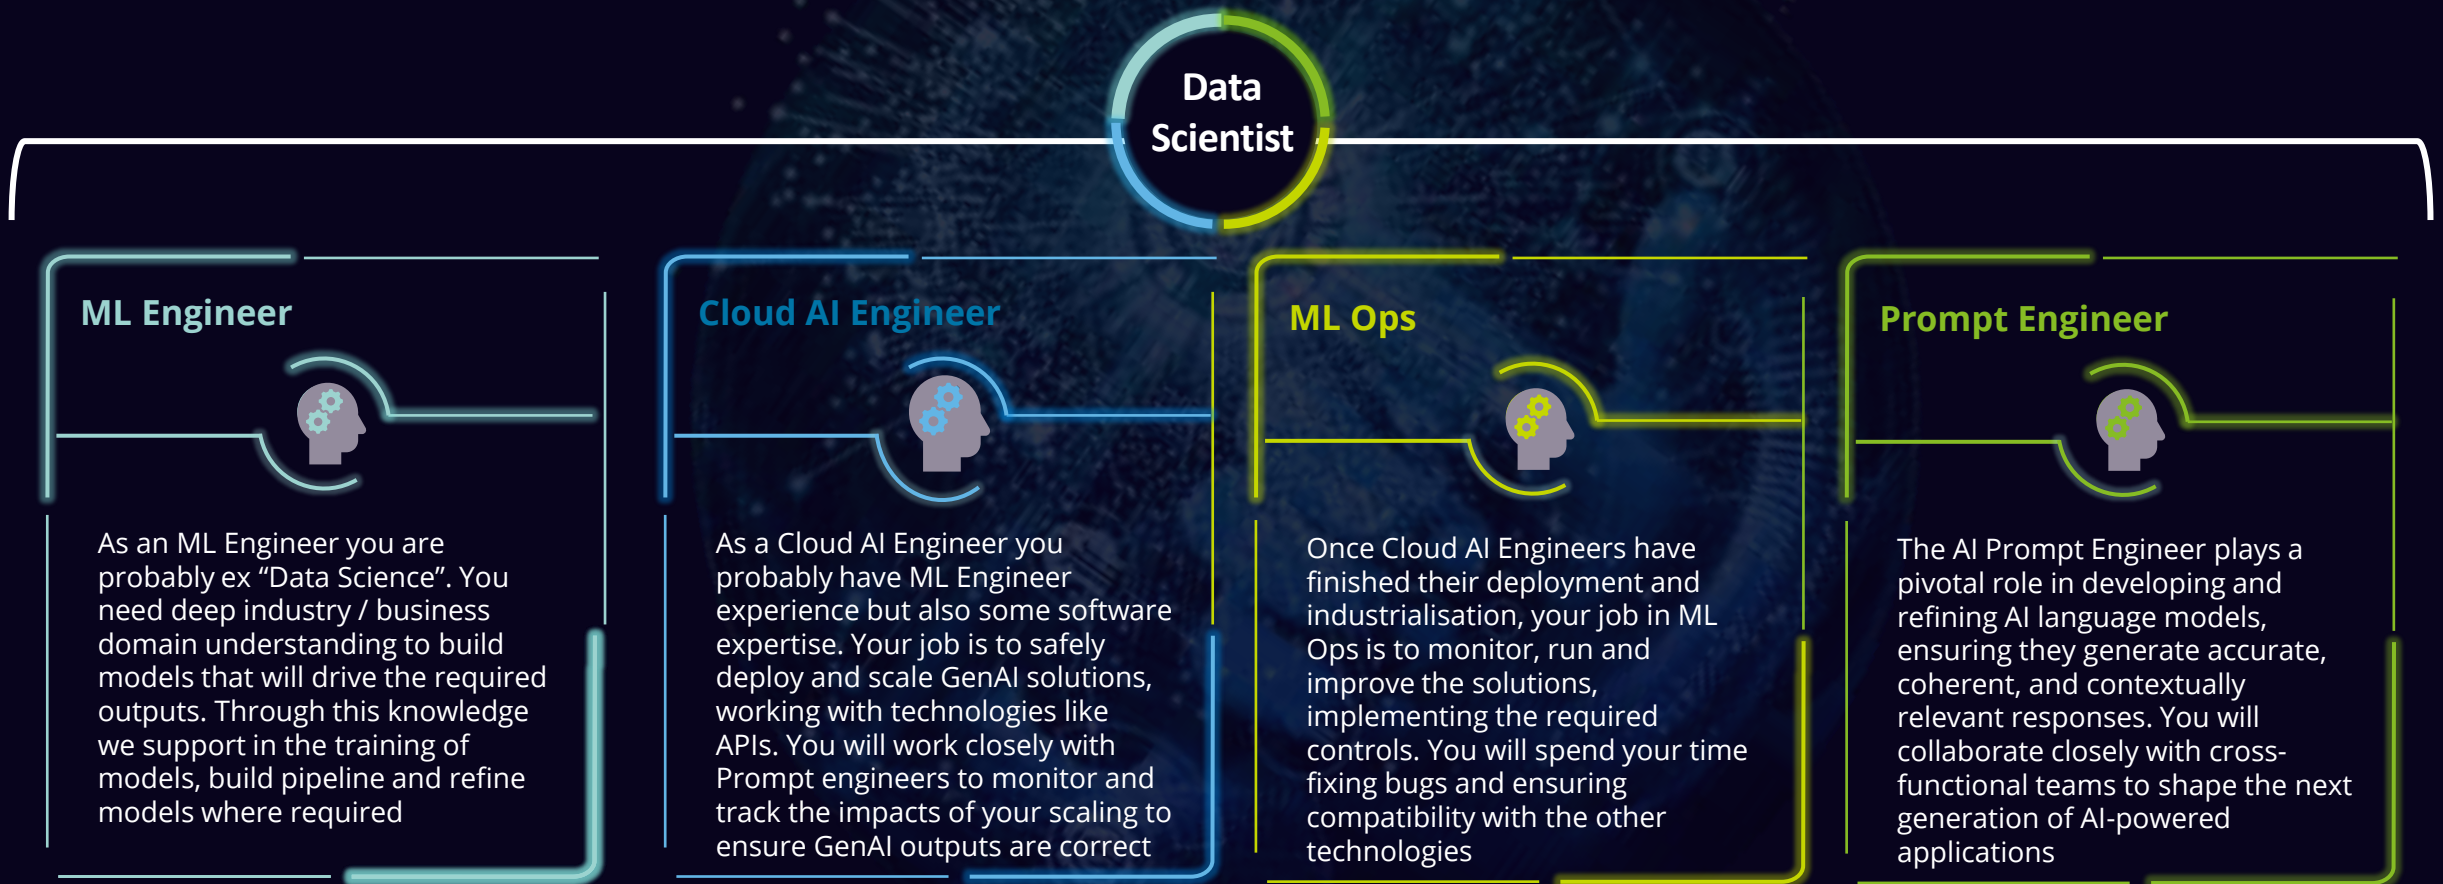 Data
Scientist
ML Engineer
As an ML Engineer you are
probably ex “Data Science”. You
need deep industry / business
domain understanding to build
models that will drive the required
outputs. Through this knowledge
we support in the training of
models, build pipeline and refine
models where required
Cloud AI Engineer
As a Cloud AI Engineer you
probably have ML Engineer
experience but also some software
expertise. Your job is to safely
deploy and scale GenAI solutions,
working with technologies like
APIs. You will work closely with
Prompt engineers to monitor and
track the impacts of your scaling to
ensure GenAI outputs are correct
ML Ops
Once Cloud AI Engineers have
finished their deployment and
industrialisation, your job in ML
Ops is to monitor, run and
improve the solutions,
implementing the required
controls. You will spend your time
fixing bugs and ensuring
compatibility with the other
technologies
Prompt Engineer
The AI Prompt Engineer plays a
pivotal role in developing and
refining AI language models,
ensuring they generate accurate,
coherent, and contextually
relevant responses. You will
collaborate closely with cross-
functional teams to shape the next
generation of AI-powered
applications